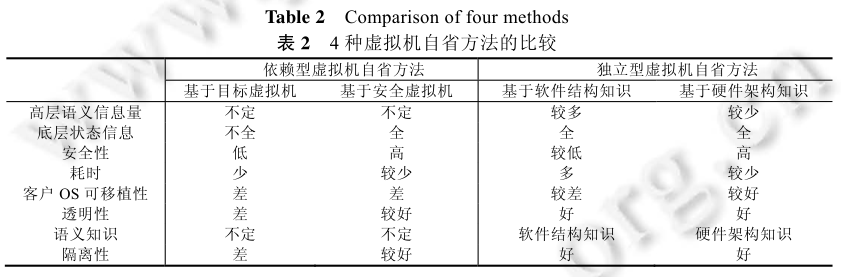 Table 2 Comparison of four methods
表 2 4 种虚拟机自省方法的比较
依赖型虚拟机自省方法 独立型虚拟机自省方法
基于目标虚拟机 基于安全虚拟机 基于软件结构知识 基于硬件架构知识
高层语义信息量 不定 不定 较多 较少
底层状态信息 不全 全 全 全
安全性 低 高 较低 高
耗时 少 较少 多 较少
客户 OS 可移植性 差 差 较差 较好
透明性 差 较好 好 好
语义知识 不定 不定 软件结构知识 硬件架构知识
隔离性 差 较好 好 好
org.cn